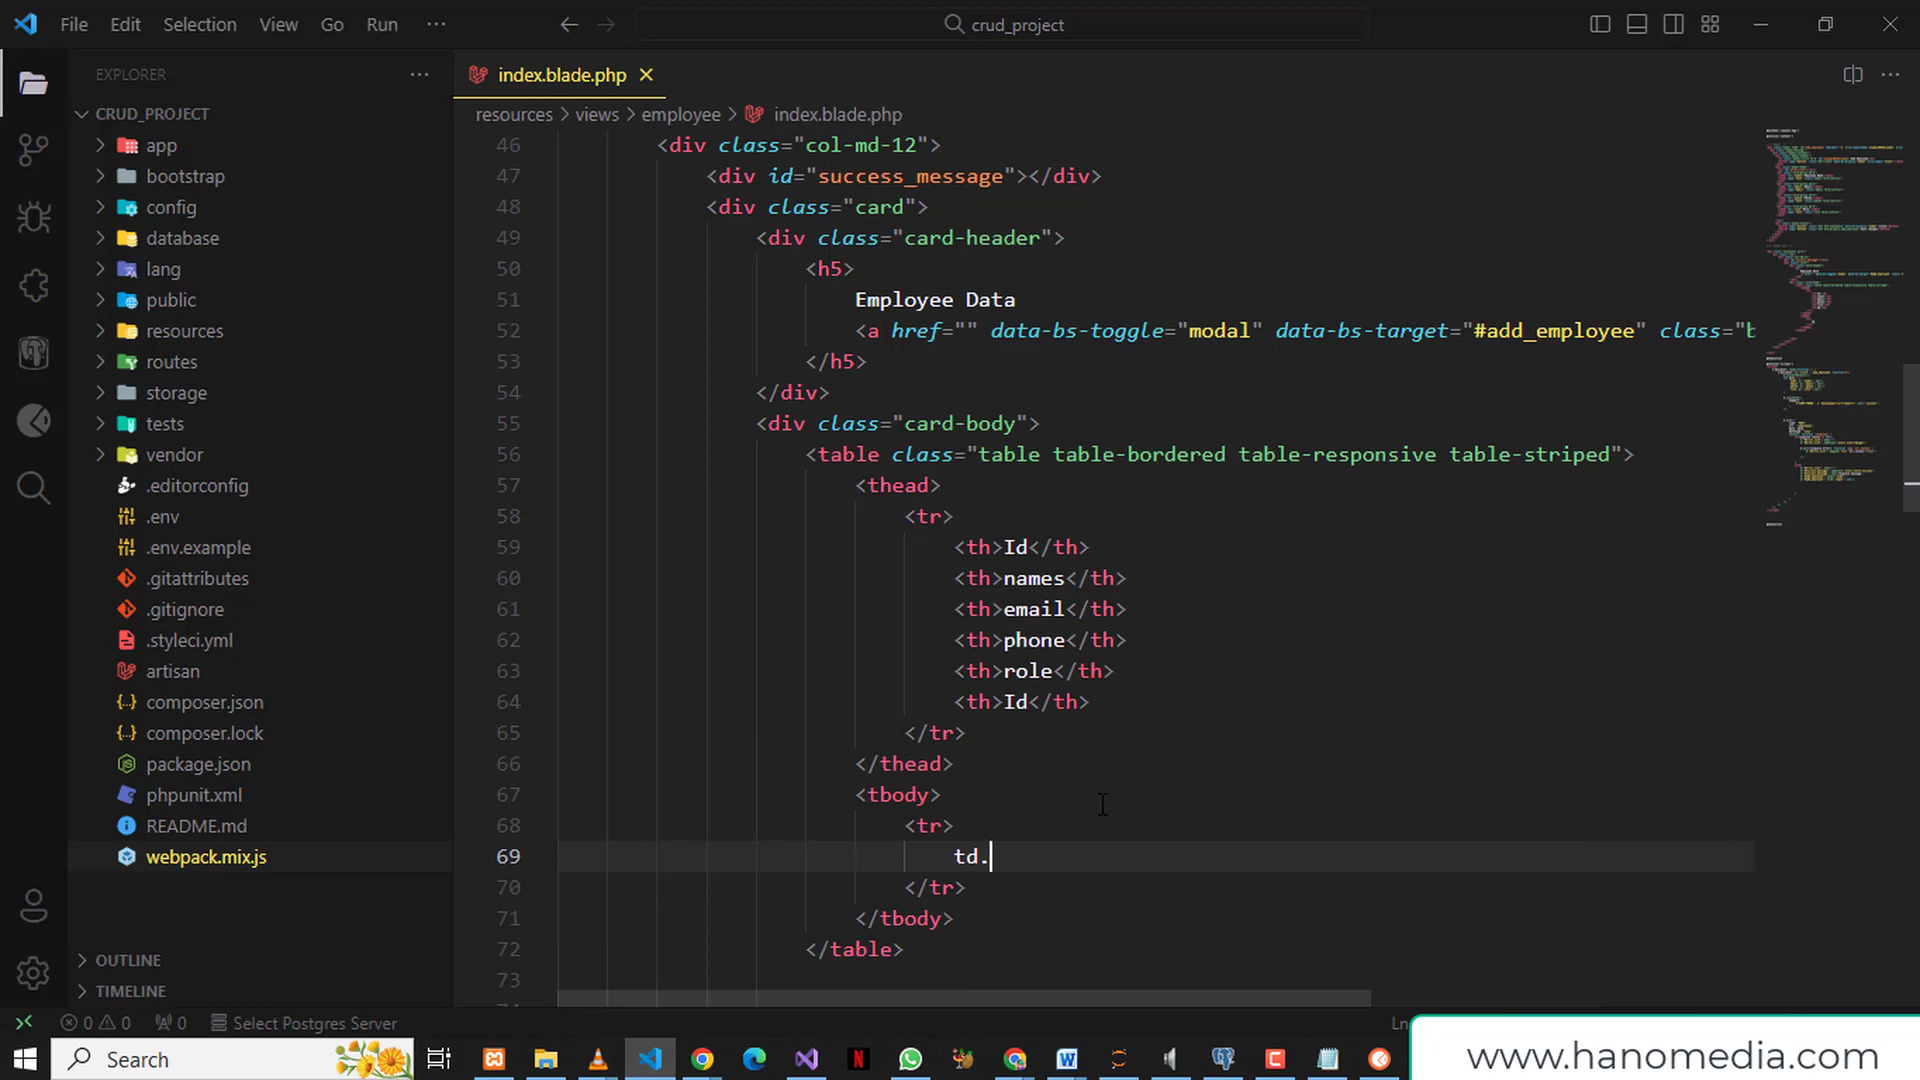 File Edit Selection View Go Run ··· crud_project
EXPLORER ···
CRUD_PROJECT
app
bootstrap
config
database
lang
public
resources
routes
storage
tests
vendor
.editorconfig
.env
.env.example
.gitattributes
.gitignore
.styleci.yml
artisan
composer.json
composer.lock
package.json
phpunit.xml
README.md
webpack.mix.js
OUTLINE
TIMELINE
index.blade.php
resources > views > employee > index.blade.php
46 <div class="col-md-12">
47 <div id="success_message"></div>
48 <div class="card">
49 <div class="card-header">
50 <h5>
51 Employee Data
52 <a href="" data-bs-toggle="modal" data-bs-target="#add_employee" class="b
53 </h5>
54 </div>
55 <div class="card-body">
56 <table class="table table-bordered table-responsive table-striped">
57 <thead>
58 <tr>
59 <th>Id</th>
60 <th>names</th>
61 <th>email</th>
62 <th>phone</th>
63 <th>role</th>
64 <th>Id</th>
65 </tr>
66 </thead>
67 <tbody>
68 <tr>
69 td.
70 </tr>
71 </tbody>
72 </table>
73
0 0 0 Select Postgres Server Ln
Search
www.hanomedia.com